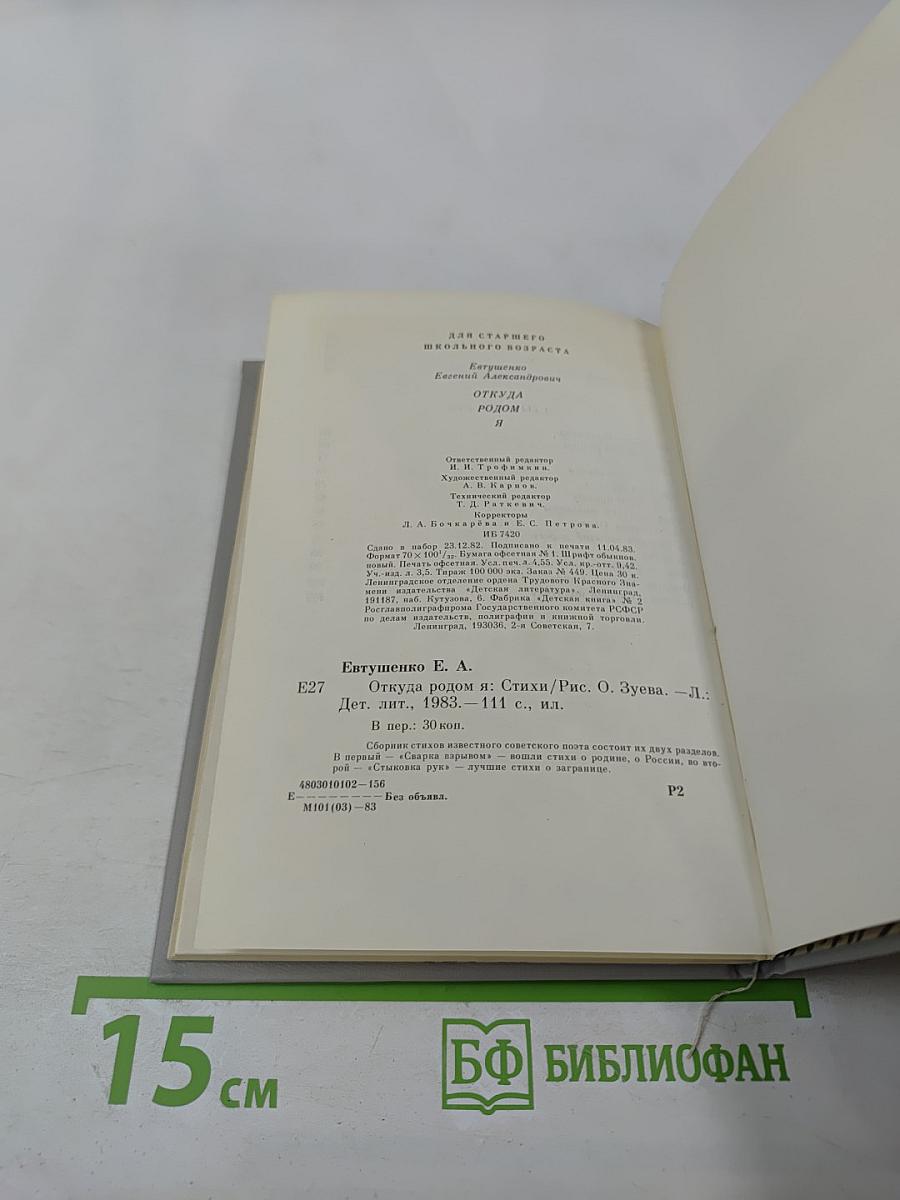 ДЛЯ СТАРШЕГО
ШКОЛЬНОГО ВОЗРАСТА
Евтушенко
Евгений Александрович
ОТКУДА
РОДОМ
Я
Ответственный редактор
И. И. Трофимкин.
Художественный редактор
А. В. Карпов.
Технический редактор
Т. Д. Раткевич.
Корректоры
Л. А. Бочкарёва и Е. С. Петрова.
ИБ 7420
Сдано в набор 23.12.82. Подписано к печати 11.04.83.
Формат 70×100¹/₃₂. Бумага офсетная № 1. Шрифт обыкнов.
новый. Печать офсетная. Усл. печ. л. 4,55. Усл. кр.-отт. 9,42.
Уч.-изд. л. 3,5. Тираж 100 000 экз. Заказ № 449. Цена 30 к.
Ленинградское отделение ордена Трудового Красного Зна-
мени издательства «Детская литература». Ленинград,
191187, наб. Кутузова, 6. Фабрика «Детская книга» № 2
Росглавполиграфпрома Государственного комитета РСФСР
по делам издательств, полиграфии и книжной торговли.
Ленинград, 193036, 2-я Советская, 7.
Евтушенко Е. А.
Е27 Откуда родом я: Стихи/Рис. О. Зуева. —Л.:
Дет. лит., 1983.—111 с., ил.
В пер.: 30 коп.
Сборник стихов известного советского поэта состоит их двух разделов.
В первый — «Сварка взрывом» — вошли стихи о родине, о России, во вто-
рой — «Стыковка рук» — лучшие стихи о загранице.
4803010102—156
Е————————Без объявл.
М101(03)—83
Р2
15 см
БФ БИБЛИОФАН